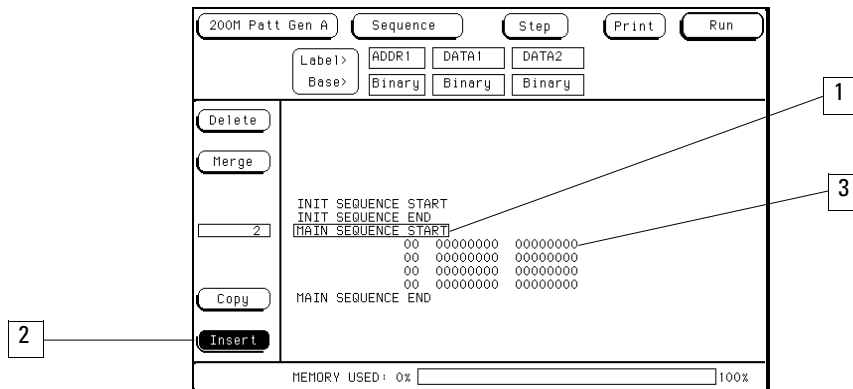 200M Patt Gen A Sequence Step Print Run
Label> ADDR1 DATA1 DATA2
Base> Binary Binary Binary
1
Delete
Merge
3
INIT SEQUENCE START
INIT SEQUENCE END
2 MAIN SEQUENCE START
00 00000000 00000000
00 00000000 00000000
00 00000000 00000000
00 00000000 00000000
Copy MAIN SEQUENCE END
2 Insert
MEMORY USED: 0% 100%